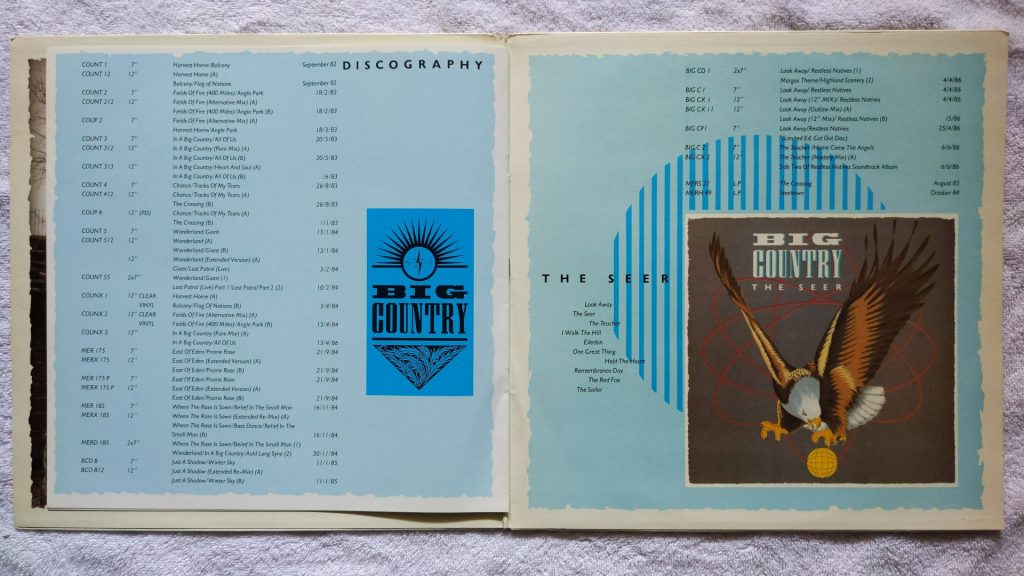 DISCOGRAPHY
COUNT 1 7" Harvest Home/Balcony September 82
COUNT 12 12" Harvest Home (A)
Balcony/Flag of Nations September 82
COUNT 2 7" Fields Of Fire (400 Miles)/Angle Park 18/2/83
COUNT 212 12" Fields Of Fire (Alternative Mix) (A)
Fields Of Fire (400 Miles)/Angle Park (B) 18/2/83
COUP 2 7" Fields Of Fire (Alternative Mix) (A)
Harvest Home/Angle Park 18/3/83
COUNT 3 7" In A Big Country/All Of Us 20/5/83
COUNT 312 12" In A Big Country (Pure Mix) (A)
In A Big Country/All Of Us (B) 20/5/83
COUNT 313 12" In A Big Country/Heart And Soul (A)
In A Big Country/All Of Us (B) /6/83
COUNT 4 7" Chance/Tracks Of My Tears 26/8/83
COUNT 412 12" Chance/Tracks Of My Tears (A)
The Crossing (B) 26/8/83
COUP 4 12" (PD) Chance/Tracks Of My Tears (A)
The Crossing (B) /11/83
COUNT 5 7" Wonderland/Giant 13/1/84
COUNT 512 12" Wonderland (A)
Wonderland/Giant (B) 13/1/84
12" Wonderland (Extended Version) (A)
Giant/Lost Patrol (Live) 3/2/84
COUNT 55 2x7" Wonderland/Giant (1)
Lost Patrol (Live) Part 1/Lost Patrol Part 2 (2) 10/2/84
COUNX 1 12" CLEAR Harvest Home (A)
VINYL Balcony/Flag Of Nations (B) 3/4/84
COUNX 2 12" CLEAR Fields Of Fire (Alternative Mix) (A)
VINYL Fields Of Fire (400 Miles)/Angle Park (B) 13/4/84
COUNX 3 12" In A Big Country (Pure Mix) (A)
In A Big Country/All Of Us 13/4/86
MER 175 7" East Of Eden/Prairie Rose 21/9/84
MERX 175 12" East Of Eden (Extended Version) (A)
East Of Eden/Prairie Rose (B) 21/9/84
MER 175 P 7" East Of Eden/Prairie Rose 21/9/84
MERX 175 P 12" East Of Eden (Extended Version) (A)
East Of Eden/Prairie Rose (B) 21/9/84
MER 185 7" Where The Rose Is Sown/Belief In The Small Man 16/11/84
MERX 185 12" Where The Rose Is Sown (Extended Re-Mix) (A)
Where The Rose Is Sown/Bass Dance/Belief In The
Small Man (B) 16/11/84
MERD 185 2x7" Where The Rose Is Sown/Belief In The Small Man (1)
Wonderland/In A Big Country/Auld Lang Syne (2) 30/11/84
BCO 8 7" Just A Shadow/Winter Sky 11/1/85
BCO 812 12" Just A Shadow (Extended Re-Mix) (A)
Just A Shadow/Winter Sky (B) 11/1/85
BIG
COUNTRY
BIG CD 1 2x7" Look Away/ Restless Natives (1)
Margos Theme/Highland Scenery (2) 4/4/86
BIG C 1 7" Look Away/ Restless Natives 4/4/86
BIG CX 1 12" Look Away (12" MIX)/ Restless Natives 4/4/86
BIG CX 11 12" Look Away (Outlaw Mix) (A)
Look Away (12" Mix)/ Restless Natives (B) /5/86
BIG CP1 7" Look Away/Restless Natives 25/4/86
(Limited Ed. Cut Out Disc)
BIG C 2 7" The Teacher /Home Came The Angels 6/6/86
BIG CX 2 12" The Teacher (Mystery Mix) (A)
Side Two Of Restless Natives Soundtrack Album 6/6/86
MERS 27 L.P. The Crossing August 83
MERH 49 L.P. Steeltown October 84
THE SEER
Look Away
The Seer
The Teacher
I Walk The Hill
Eiledon
One Great Thing
Hold The Heart
Remembrance Day
The Red Fox
The Sailor
BIG
COUNTRY
THE SEER